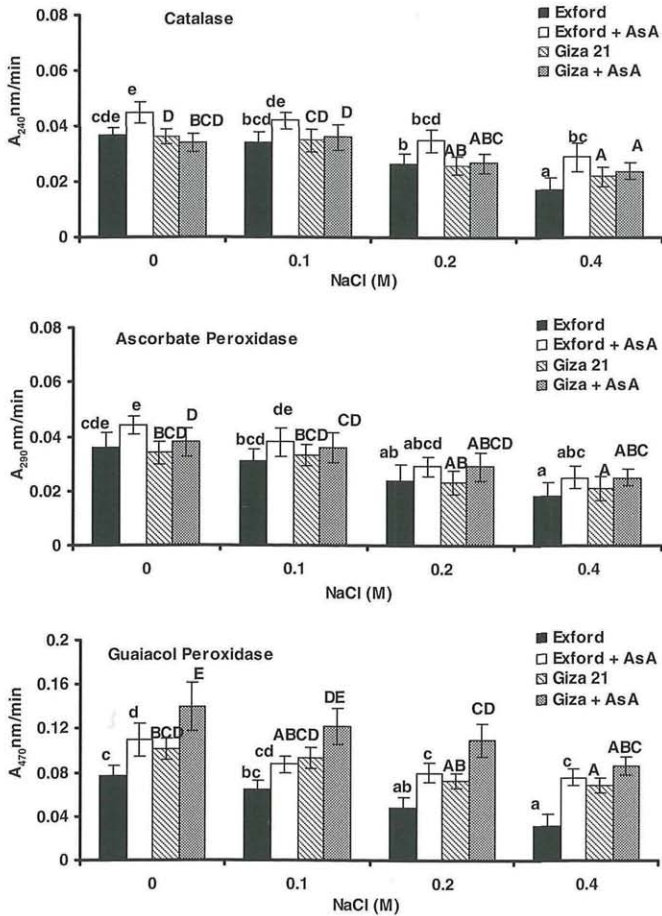 Catalase
Exford
Exford + AsA
Giza 21
Giza + AsA
A240nm/min
0.08
0.06
0.04
0.02
0
cde e D BCD
bcd de CD D
b bcd AB ABC
a bc A A
0 0.1 0.2 0.4
NaCl (M)
Ascorbate Peroxidase
Exford
Exford + AsA
Giza 21
Giza + AsA
A290nm/min
0.08
0.06
0.04
0.02
0
cde e BCD D
bcd de BCD CD
ab abcd AB ABCD
a abc A ABC
0 0.1 0.2 0.4
NaCl (M)
Guaiacol Peroxidase
Exford
Exford + AsA
Giza 21
Giza + AsA
A470nm/min
0.2
0.16
0.12
0.08
0.04
0
c d BCD E
bc cd ABCD DE
ab c AB CD
a c A ABC
0 0.1 0.2 0.4
NaCl (M)